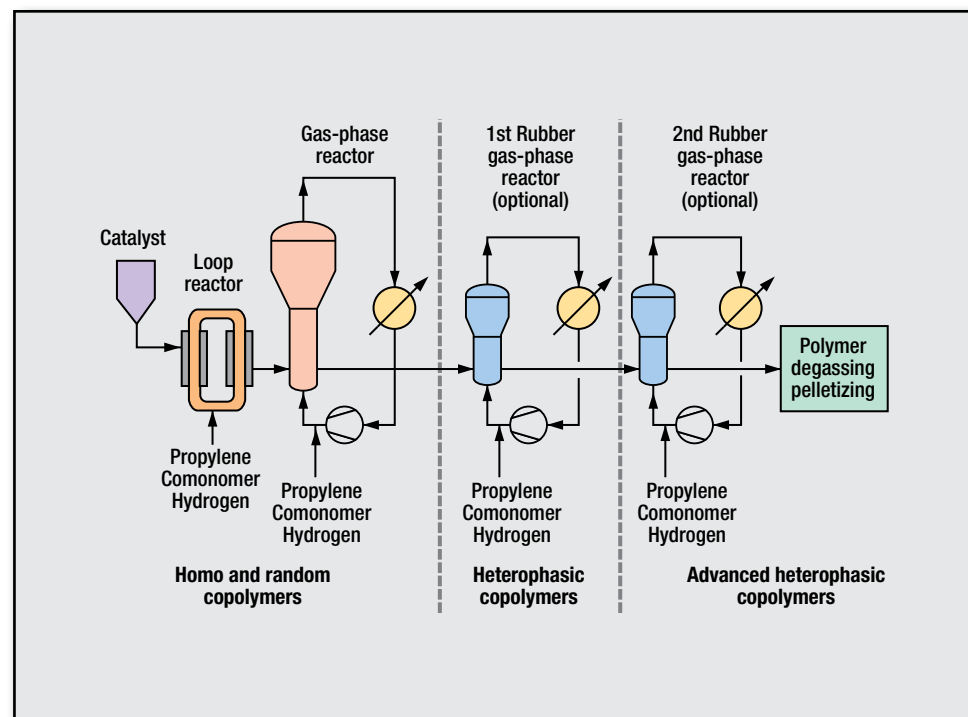 Gas-phase
reactor
1st Rubber
gas-phase
reactor
(optional)
2nd Rubber
gas-phase
reactor
(optional)
Catalyst
Loop
reactor
Polymer
degassing
pelletizing
Propylene
Comonomer
Hydrogen
Propylene
Comonomer
Hydrogen
Propylene
Comonomer
Hydrogen
Propylene
Comonomer
Hydrogen
Homo and random
copolymers
Heterophasic
copolymers
Advanced heterophasic
copolymers